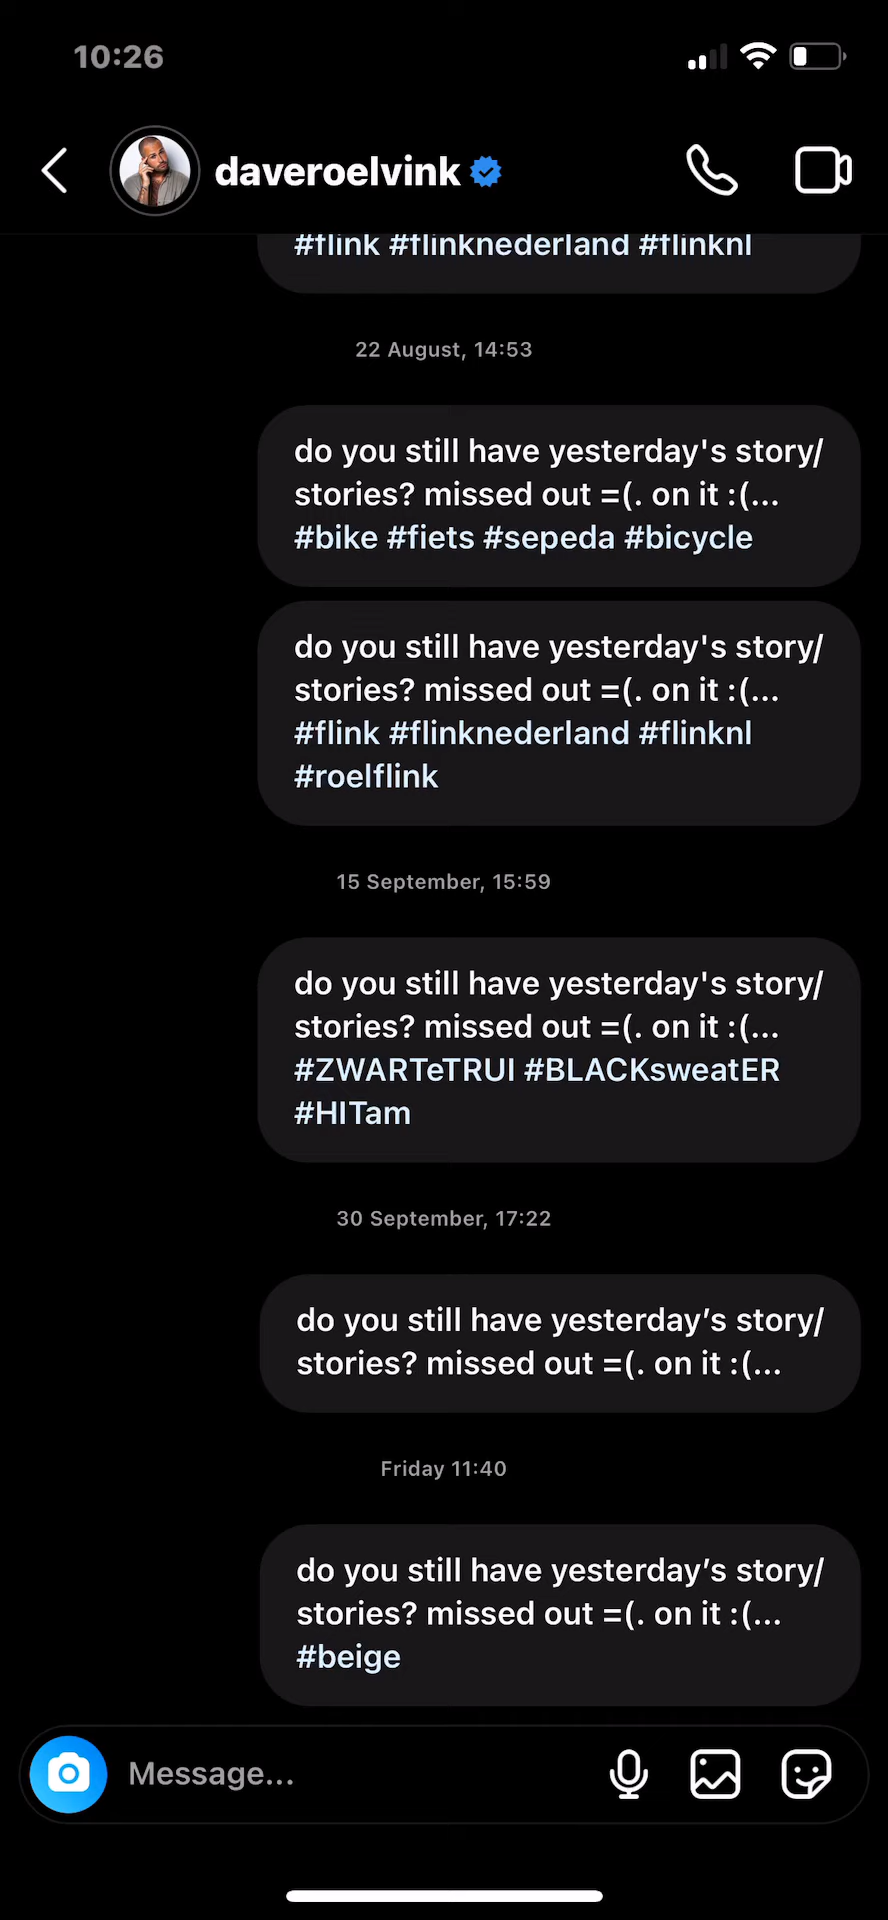 10:26
daveroelvink
#flink #flinknederland #flinknl
22 August, 14:53
do you still have yesterday's story/
stories? missed out =(. on it :(...
#bike #fiets #sepeda #bicycle
do you still have yesterday's story/
stories? missed out =(. on it :(...
#flink #flinknederland #flinknl
#roelflink
15 September, 15:59
do you still have yesterday's story/
stories? missed out =(. on it :(...
#ZWARTeTRUI #BLACKsweatER
#HITam
30 September, 17:22
do you still have yesterday’s story/
stories? missed out =(. on it :(...
Friday 11:40
do you still have yesterday’s story/
stories? missed out =(. on it :(...
#beige
Message...